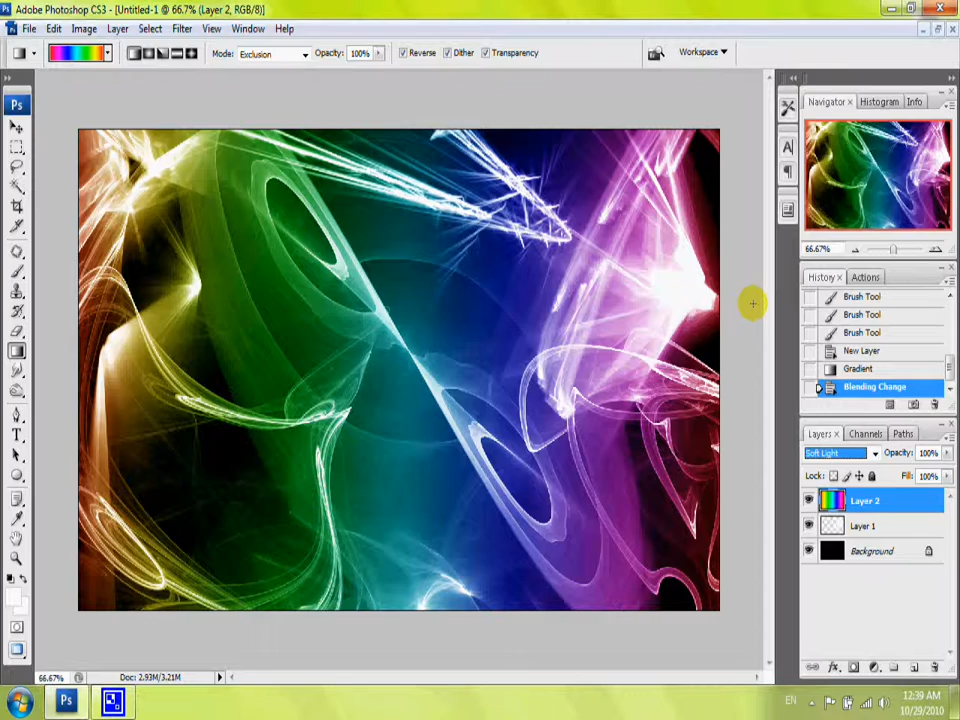 Adobe Photoshop CS3 - [Untitled-1 @ 66.7% (Layer 2, RGB/8)]
File Edit Image Layer Select Filter View Window Help
Mode: Exclusion Opacity: 100% Reverse Dither Transparency Workspace
Ps
Navigator Histogram Info
66.67%
History Actions
Brush Tool
Brush Tool
Brush Tool
New Layer
Gradient
Blending Change
Layers Channels Paths
Soft Light Opacity: 100%
Lock: Fill: 100%
Layer 2
Layer 1
Background
66.67% Doc: 2.93M/3.21M
Ps EN 12:39 AM
10/29/2010